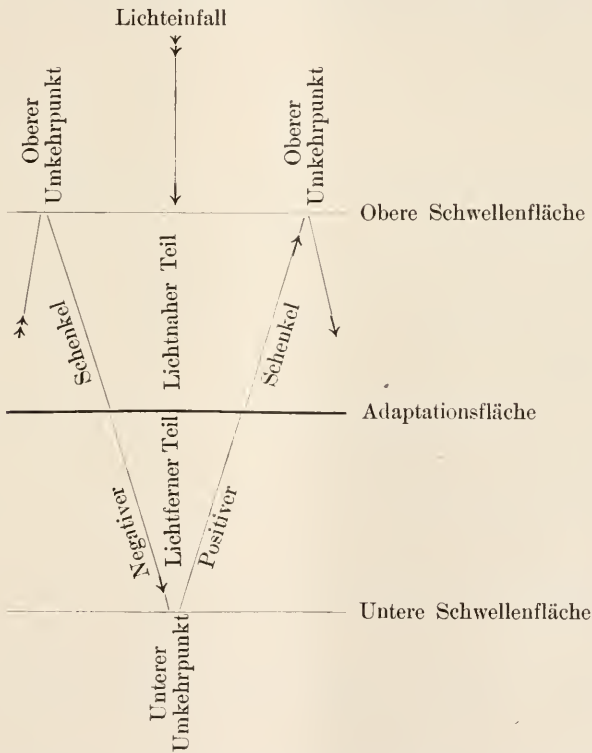 Lichteinfall
Oberer
Umkehrpunkt
Oberer
Umkehrpunkt
Obere Schwellenfläche
Schenkel
Lichtnaher Teil
Schenkel
Adaptationsfläche
Negativer
Lichtferner Teil
Positiver
Untere Schwellenfläche
Unterer
Umkehrpunkt